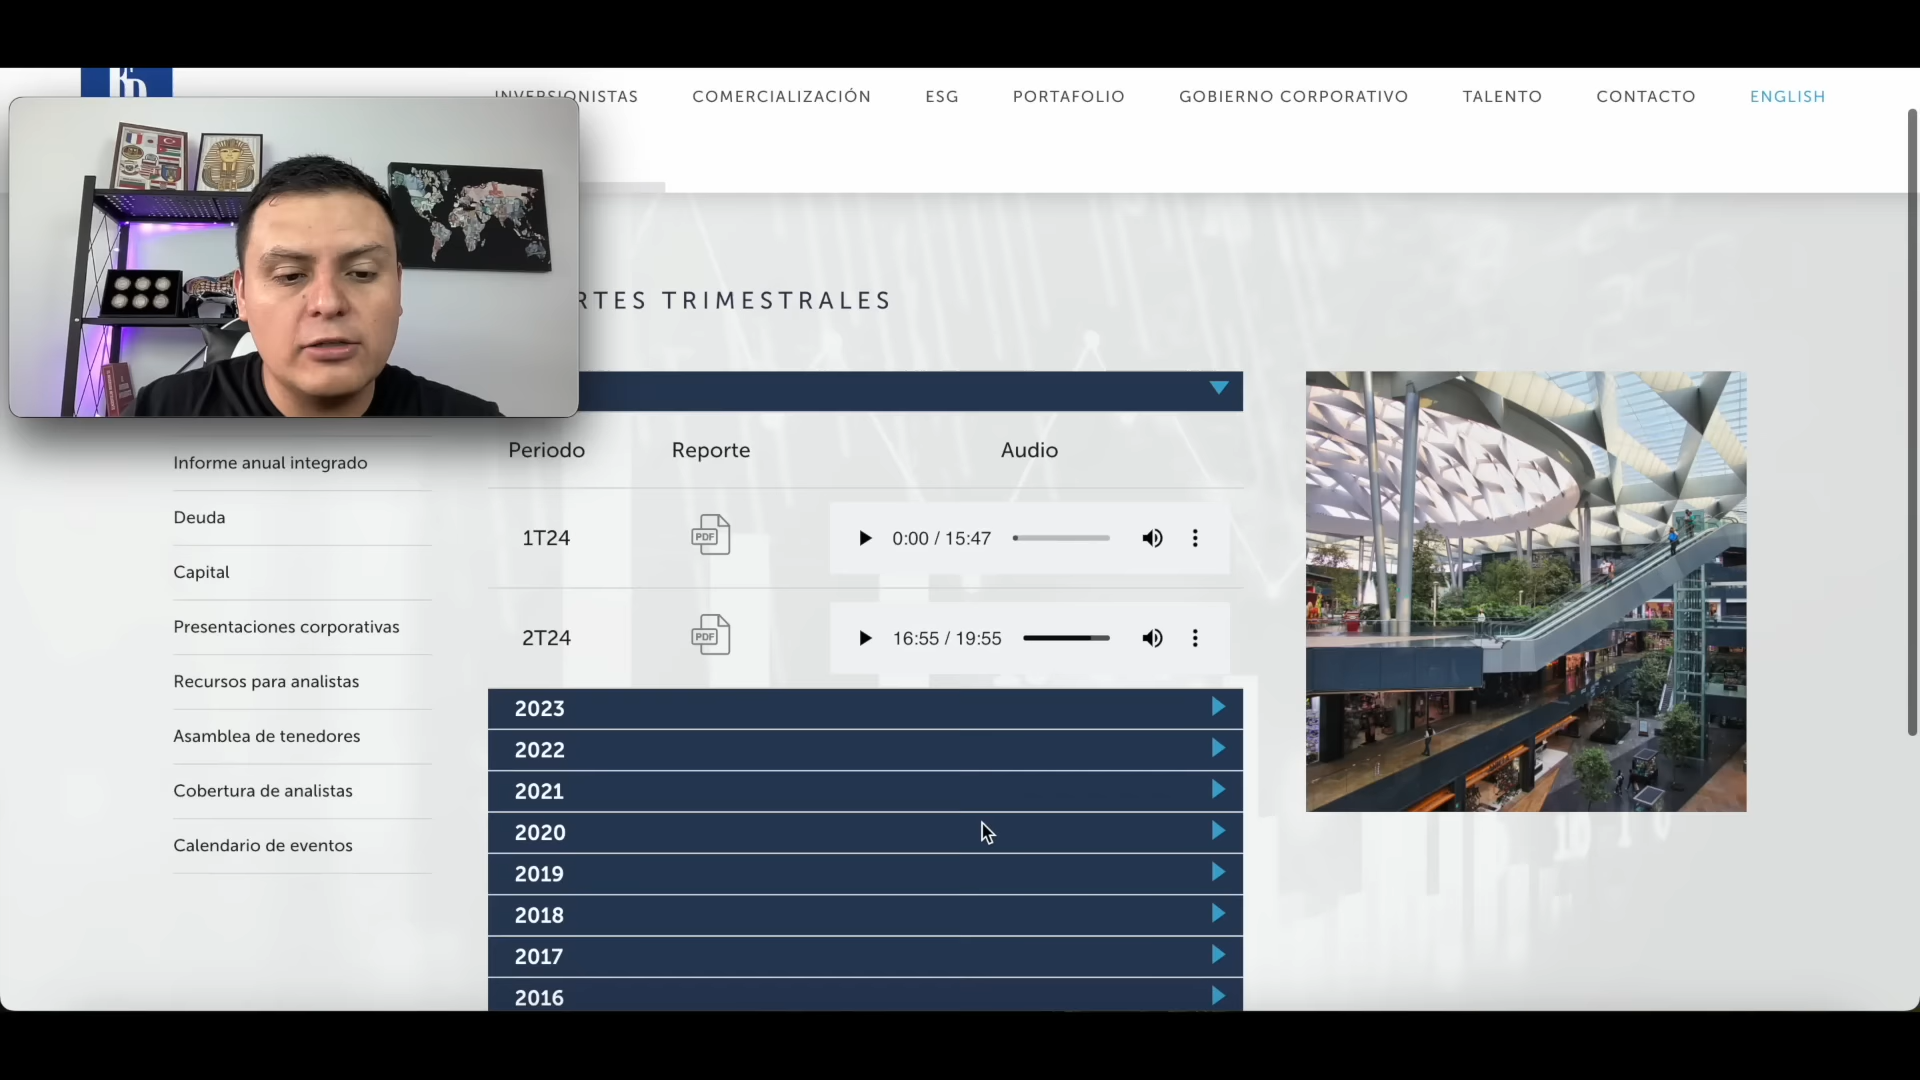 INVERSIONISTAS COMERCIALIZACIÓN ESG PORTAFOLIO GOBIERNO CORPORATIVO TALENTO CONTACTO ENGLISH
RTES TRIMESTRALES
Informe anual integrado
Deuda
Capital
Presentaciones corporativas
Recursos para analistas
Asamblea de tenedores
Cobertura de analistas
Calendario de eventos
Periodo Reporte Audio
1T24 PDF 0:00 / 15:47
2T24 PDF 16:55 / 19:55
2023
2022
2021
2020
2019
2018
2017
2016